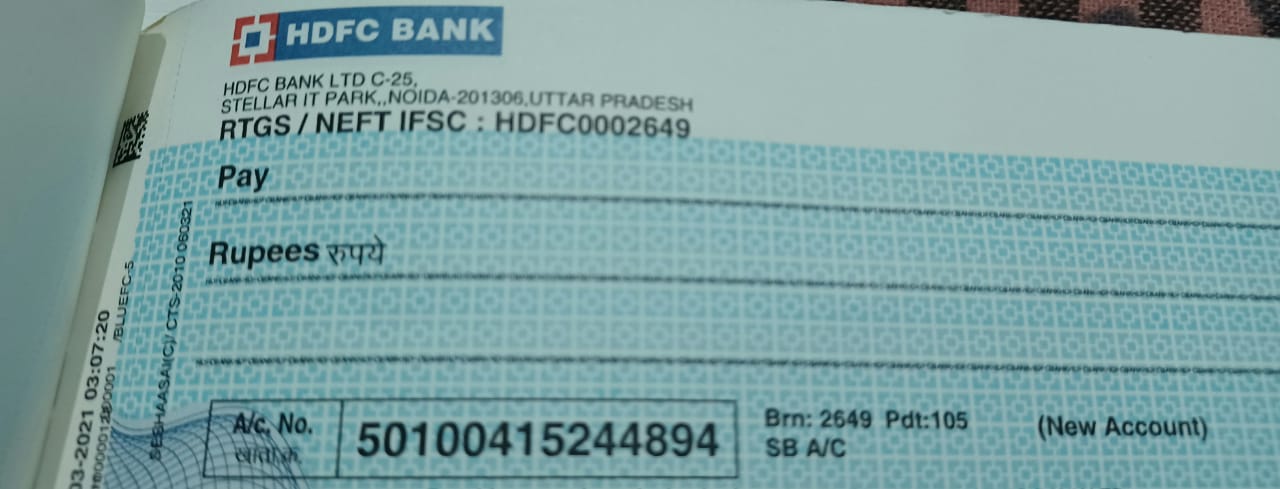 HDFC BANK
HDFC BANK LTD C-25,
STELLAR IT PARK,,NOIDA-201306,UTTAR PRADESH
RTGS / NEFT IFSC : HDFC0002649
Pay
Rupees रुपये
A/c. No.
खाता क्र.
50100415244894
Brn: 2649 Pdt:105
SB A/C
(New Account)
SESHAASAI(C)/ CTS-2010 060321
/BLUEFC-5
03-2021 03:07:20